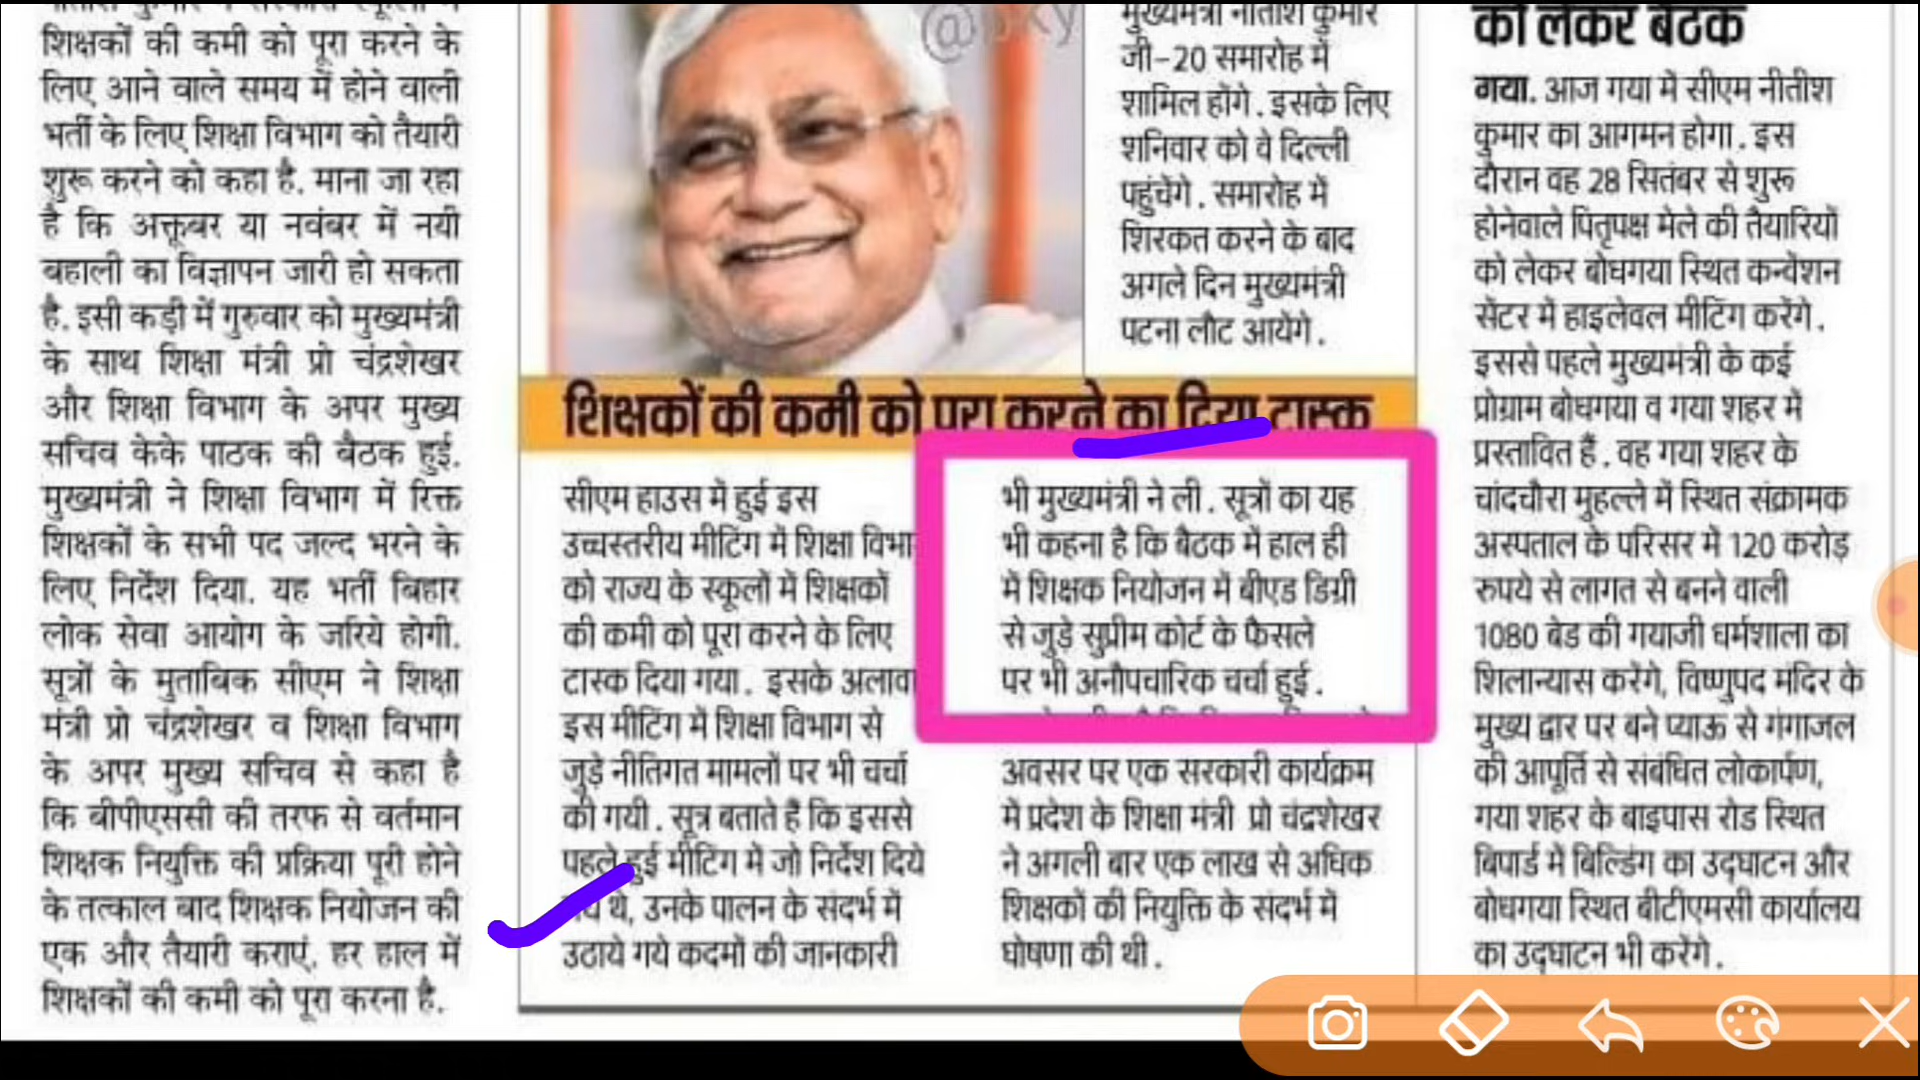 शिक्षकों की कमी को पूरा करने के
लिए आने वाले समय में होने वाली
भर्ती के लिए शिक्षा विभाग को तैयारी
शुरू करने को कहा है. माना जा रहा
है कि अक्तूबर या नवंबर में नयी
बहाली का विज्ञापन जारी हो सकता
है. इसी कड़ी में गुरुवार को मुख्यमंत्री
के साथ शिक्षा मंत्री प्रो चंद्रशेखर
और शिक्षा विभाग के अपर मुख्य
सचिव केके पाठक की बैठक हुई.
मुख्यमंत्री ने शिक्षा विभाग में रिक्त
शिक्षकों के सभी पद जल्द भरने के
लिए निर्देश दिया. यह भर्ती बिहार
लोक सेवा आयोग के जरिये होगी.
सूत्रों के मुताबिक सीएम ने शिक्षा
मंत्री प्रो चंद्रशेखर व शिक्षा विभाग
के अपर मुख्य सचिव से कहा है
कि बीपीएससी की तरफ से वर्तमान
शिक्षक नियुक्ति की प्रक्रिया पूरी होने
के तत्काल बाद शिक्षक नियोजन की
एक और तैयारी कराएं. हर हाल में
शिक्षकों की कमी को पूरा करना है.
मुख्यमंत्री नीतीश कुमार
जी-20 समारोह में
शामिल होंगे. इसके लिए
शनिवार को वे दिल्ली
पहुंचेंगे. समारोह में
शिरकत करने के बाद
अगले दिन मुख्यमंत्री
पटना लौट आयेंगे.
शिक्षकों की कमी को पूरा करने का दिया टास्क
सीएम हाउस में हुई इस
उच्चस्तरीय मीटिंग में शिक्षा
को राज्य के स्कूलों में शिक्षकों
की कमी को पूरा करने के लिए
टास्क दिया गया. इसके अलावा
इस मीटिंग में शिक्षा विभाग से
जुड़े नीतिगत मामलों पर भी चर्चा
की गयी. सूत्र बताते हैं कि इससे
पहले हुई मीटिंग में जो निर्देश दिये
थे, उनके पालन के संदर्भ में
उठाये गये कदमों की जानकारी
भी मुख्यमंत्री ने ली. सूत्रों का यह
भी कहना है कि बैठक में हाल ही
में शिक्षक नियोजन में बीएड डिग्री
से जुड़े सुप्रीम कोर्ट के फैसले
पर भी अनौपचारिक चर्चा हुई.
अवसर पर एक सरकारी कार्यक्रम
में प्रदेश के शिक्षा मंत्री प्रो चंद्रशेखर
ने अगली बार एक लाख से अधिक
शिक्षकों की नियुक्ति के संदर्भ में
घोषणा की थी.
को लेकर बैठक
गया. आज गया में सीएम नीतीश
कुमार का आगमन होगा. इस
दौरान वह 28 सितंबर से शुरू
होनेवाले पितृपक्ष मेले की तैयारियों
को लेकर बोधगया स्थित कन्वेंशन
सेंटर में हाइलेवल मीटिंग करेंगे.
इससे पहले मुख्यमंत्री के कई
प्रोग्राम बोधगया व गया शहर में
प्रस्तावित हैं. वह गया शहर के
चांदचौरा मुहल्ले में स्थित संक्रामक
अस्पताल के परिसर में 120 करोड़
रुपये से लागत से बनने वाली
1080 बेड की गयाजी धर्मशाला का
शिलान्यास करेंगे, विष्णुपद मंदिर के
मुख्य द्वार पर बने प्याऊ से गंगाजल
की आपूर्ति से संबंधित लोकार्पण,
गया शहर के बाइपास रोड स्थित
बिपार्ड में बिल्डिंग का उद्घाटन और
बोधगया स्थित बीटीएमसी कार्यालय
का उद्घाटन भी करेंगे.